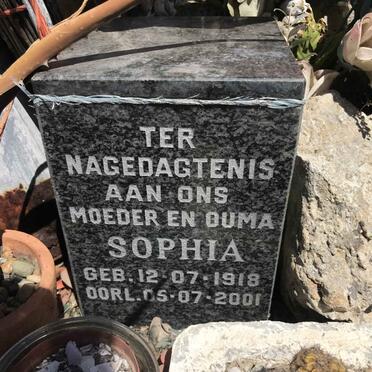 TER
NAGEDAGTENIS
AAN ONS
MOEDER EN OUMA
SOPHIA
GEB. 12-07-1918
OORL. 05-07-2001